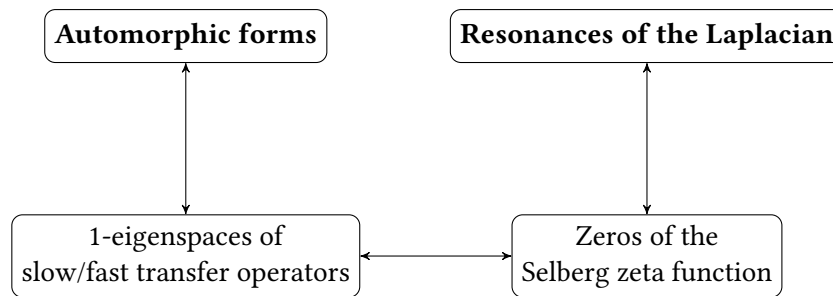 Automorphic forms
Resonances of the Laplacian
1-eigenspaces of
slow/fast transfer operators
Zeros of the
Selberg zeta function